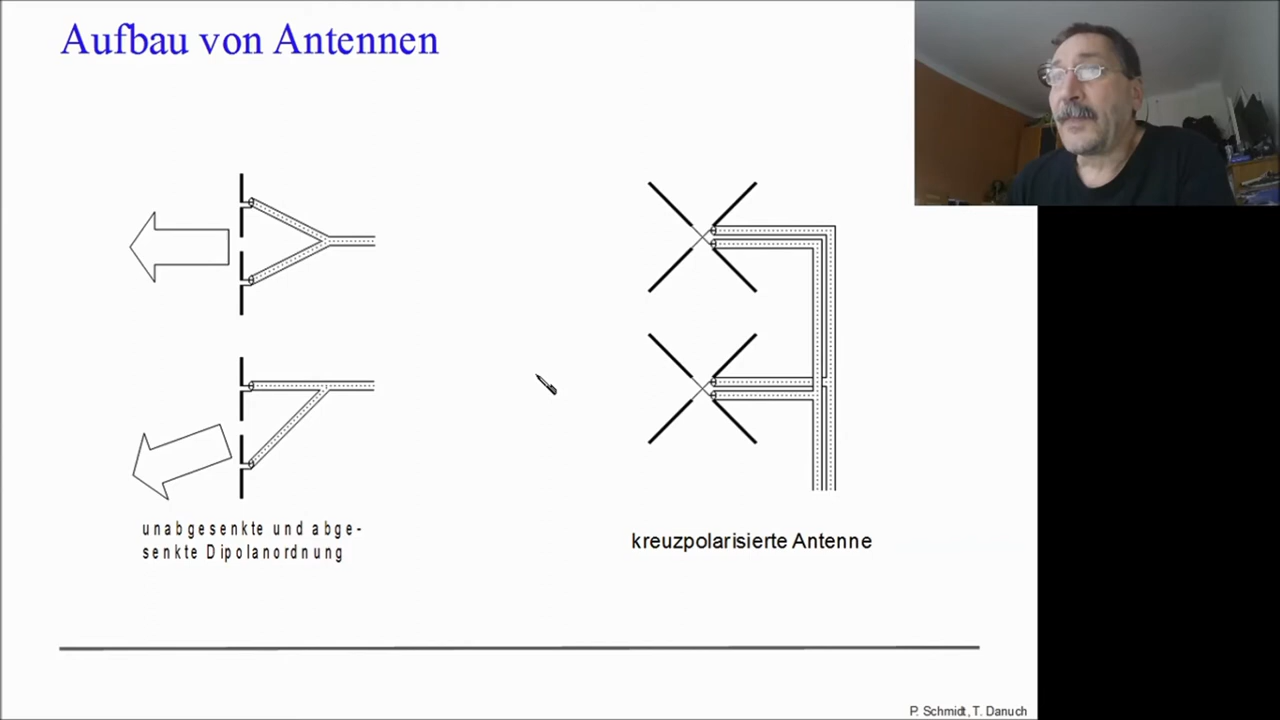 Aufbau von Antennen
unabgesenkte und abge-
senkte Dipolanordnung
kreuzpolarisierte Antenne
P. Schmidt, T. Danuch